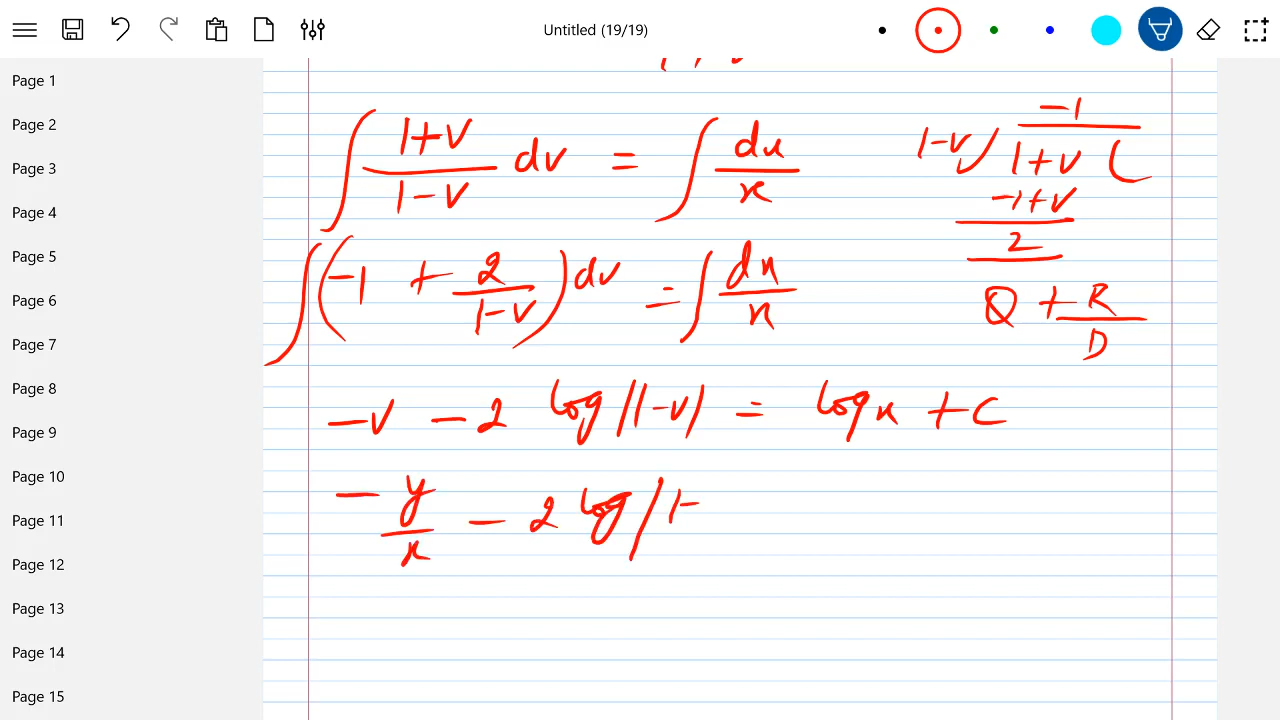 Untitled (19/19)
Page 1
Page 2
Page 3
Page 4
Page 5
Page 6
Page 7
Page 8
Page 9
Page 10
Page 11
Page 12
Page 13
Page 14
Page 15
∫ (1+v)/(1-v) dv = ∫ dx/x
∫ (-1 + 2/(1-v)) dv = ∫ dx/x
-v - 2 log|1-v| = log x + C
- y/x - 2 log|1-
-1
1-v) 1+v (
-1+v
2
Q + R/D